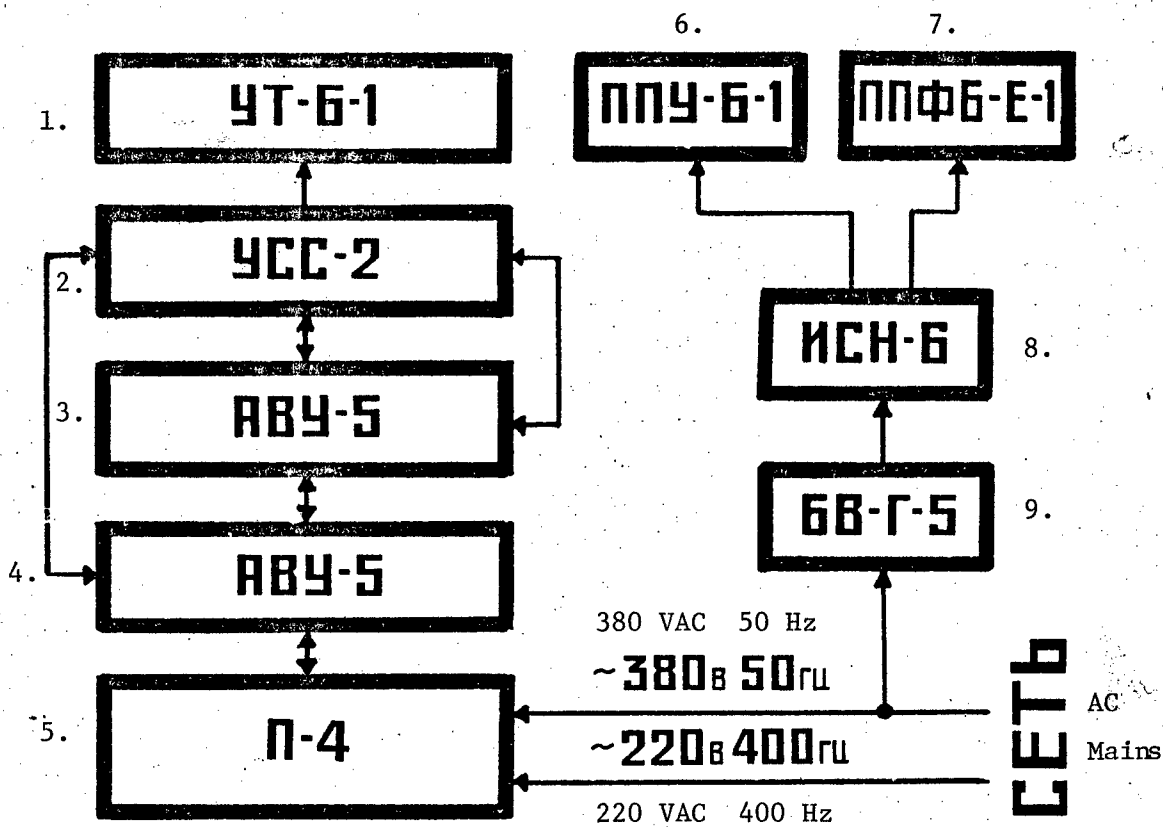 6.
7.
1.
УТ-Б-1
ППУ-Б-1
ППФБ-Е-1
2.
УСС-2
3.
АВУ-5
ИСН-Б
8.
4.
АВУ-5
БВ-Г-5
9.
5.
П-4
380 VAC 50 Hz
~380в 50гц
~220в 400гц
220 VAC 400 Hz
СЕТЬ
AC
Mains